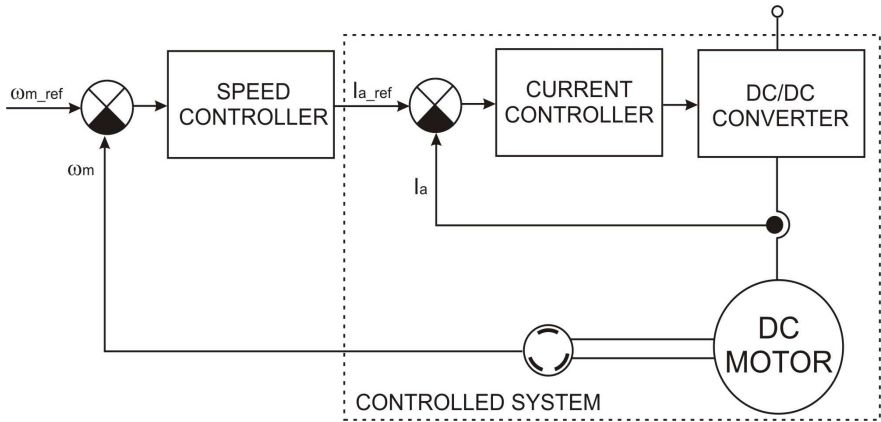 ωm_ref
SPEED
CONTROLLER
Ia_ref
CURRENT
CONTROLLER
DC/DC
CONVERTER
ωm
Ia
DC
MOTOR
CONTROLLED SYSTEM